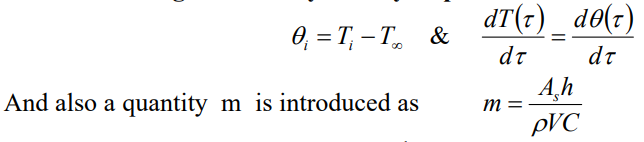 θᵢ = Tᵢ − T∞ & dT(τ)/dτ = dθ(τ)/dτ
And also a quantity m is introduced as m = Aₛh/ρVC